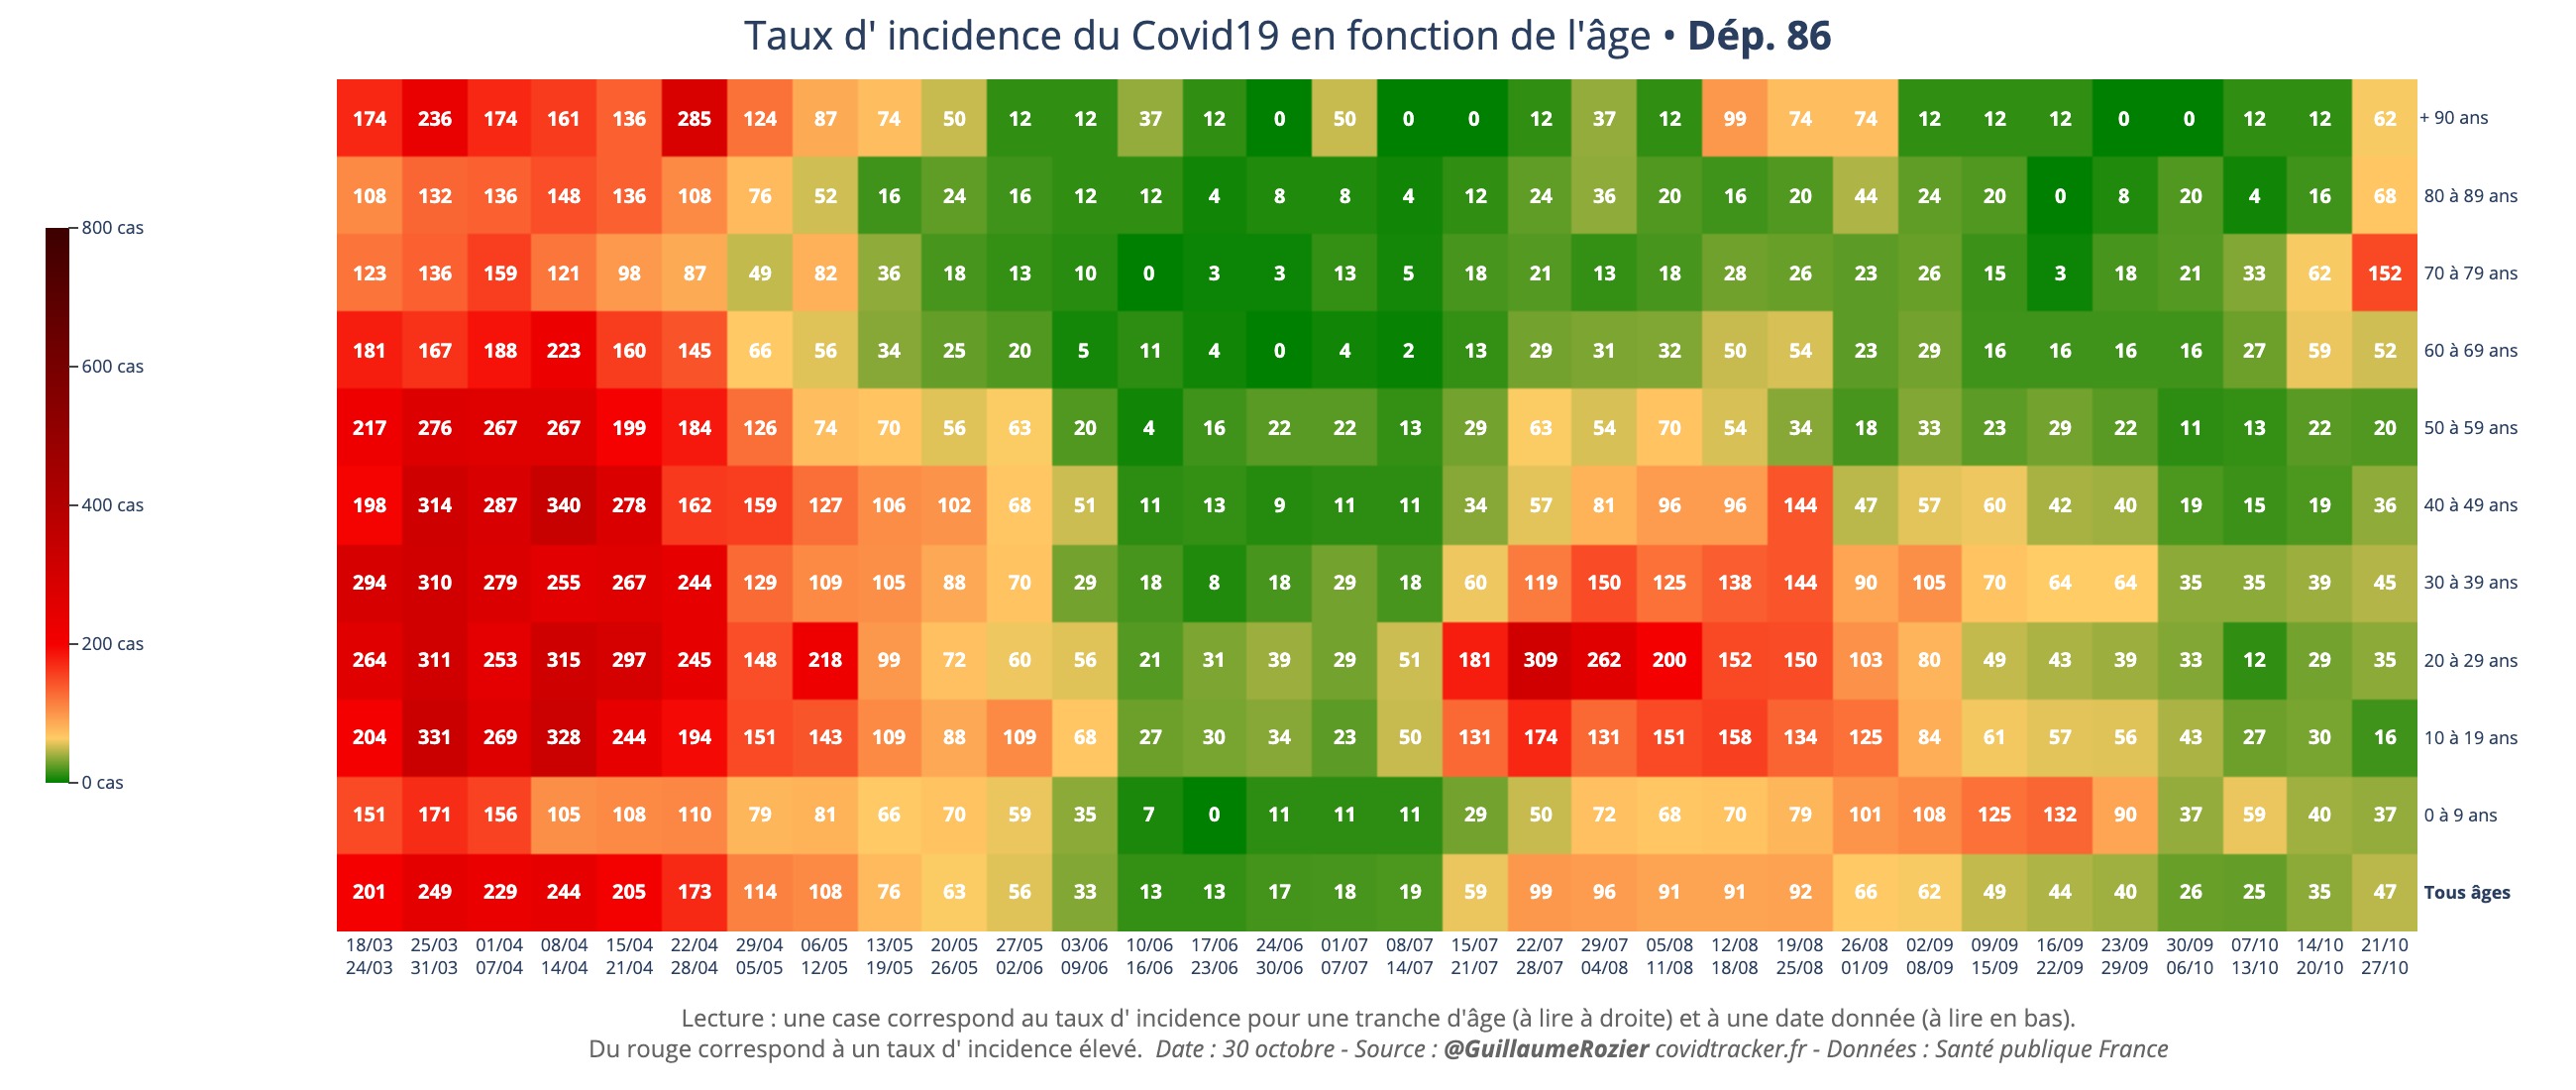 Taux d' incidence du Covid19 en fonction de l'âge • Dép. 86
800 cas
600 cas
400 cas
200 cas
0 cas
174 236 174 161 136 285 124 87 74 50 12 12 37 12 0 50 0 0 12 37 12 99 74 74 12 12 12 0 0 12 12 62 + 90 ans
108 132 136 148 136 108 76 52 16 24 16 12 12 4 8 8 4 12 24 36 20 16 20 44 24 20 0 8 20 4 16 68 80 à 89 ans
123 136 159 121 98 87 49 82 36 18 13 10 0 3 3 13 5 18 21 13 18 28 26 23 26 15 3 18 21 33 62 152 70 à 79 ans
181 167 188 223 160 145 66 56 34 25 20 5 11 4 0 4 2 13 29 31 32 50 54 23 29 16 16 16 16 27 59 52 60 à 69 ans
217 276 267 267 199 184 126 74 70 56 63 20 4 16 22 22 13 29 63 54 70 54 34 18 33 23 29 22 11 13 22 20 50 à 59 ans
198 314 287 340 278 162 159 127 106 102 68 51 11 13 9 11 11 34 57 81 96 96 144 47 57 60 42 40 19 15 19 36 40 à 49 ans
294 310 279 255 267 244 129 109 105 88 70 29 18 8 18 29 18 60 119 150 125 138 144 90 105 70 64 64 35 35 39 45 30 à 39 ans
264 311 253 315 297 245 148 218 99 72 60 56 21 31 39 29 51 181 309 262 200 152 150 103 80 49 43 39 33 12 29 35 20 à 29 ans
204 331 269 328 244 194 151 143 109 88 109 68 27 30 34 23 50 131 174 131 151 158 134 125 84 61 57 56 43 27 30 16 10 à 19 ans
151 171 156 105 108 110 79 81 66 70 59 35 7 0 11 11 11 29 50 72 68 70 79 101 108 125 132 90 37 59 40 37 0 à 9 ans
201 249 229 244 205 173 114 108 76 63 56 33 13 13 17 18 19 59 99 96 91 91 92 66 62 49 44 40 26 25 35 47 Tous âges
18/03 25/03 01/04 08/04 15/04 22/04 29/04 06/05 13/05 20/05 27/05 03/06 10/06 17/06 24/06 01/07 08/07 15/07 22/07 29/07 05/08 12/08 19/08 26/08 02/09 09/09 16/09 23/09 30/09 07/10 14/10 21/10
24/03 31/03 07/04 14/04 21/04 28/04 05/05 12/05 19/05 26/05 02/06 09/06 16/06 23/06 30/06 07/07 14/07 21/07 28/07 04/08 11/08 18/08 25/08 01/09 08/09 15/09 22/09 29/09 06/10 13/10 20/10 27/10
Lecture : une case correspond au taux d' incidence pour une tranche d'âge (à lire à droite) et à une date donnée (à lire en bas).
Du rouge correspond à un taux d' incidence élevé. Date : 30 octobre - Source : @GuillaumeRozier covidtracker.fr - Données : Santé publique France